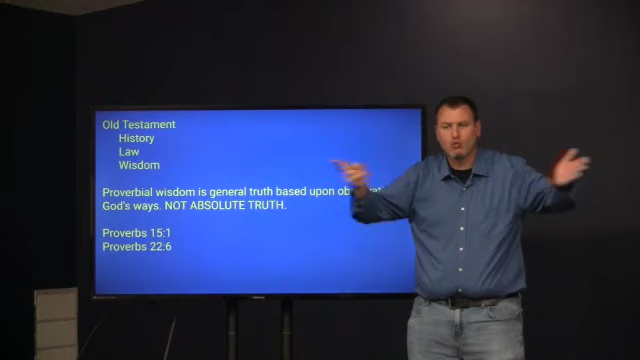 Old Testament
History
Law
Wisdom
Proverbial wisdom is general truth based upon
God's ways. NOT ABSOLUTE TRUTH.
Proverbs 15:1
Proverbs 22:6